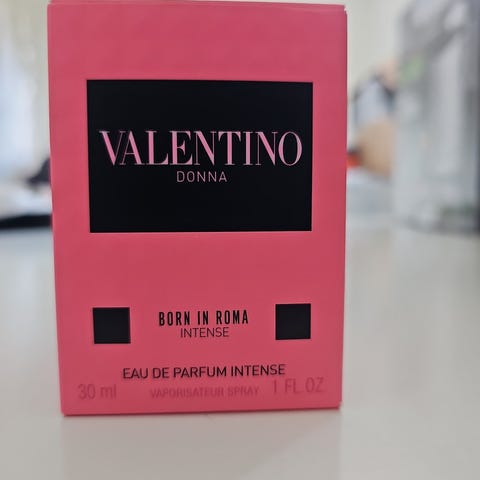 VALENTINO
DONNA
BORN IN ROMA
INTENSE
EAU DE PARFUM INTENSE
30 ml VAPORISATEUR SPRAY 1 FL.OZ.